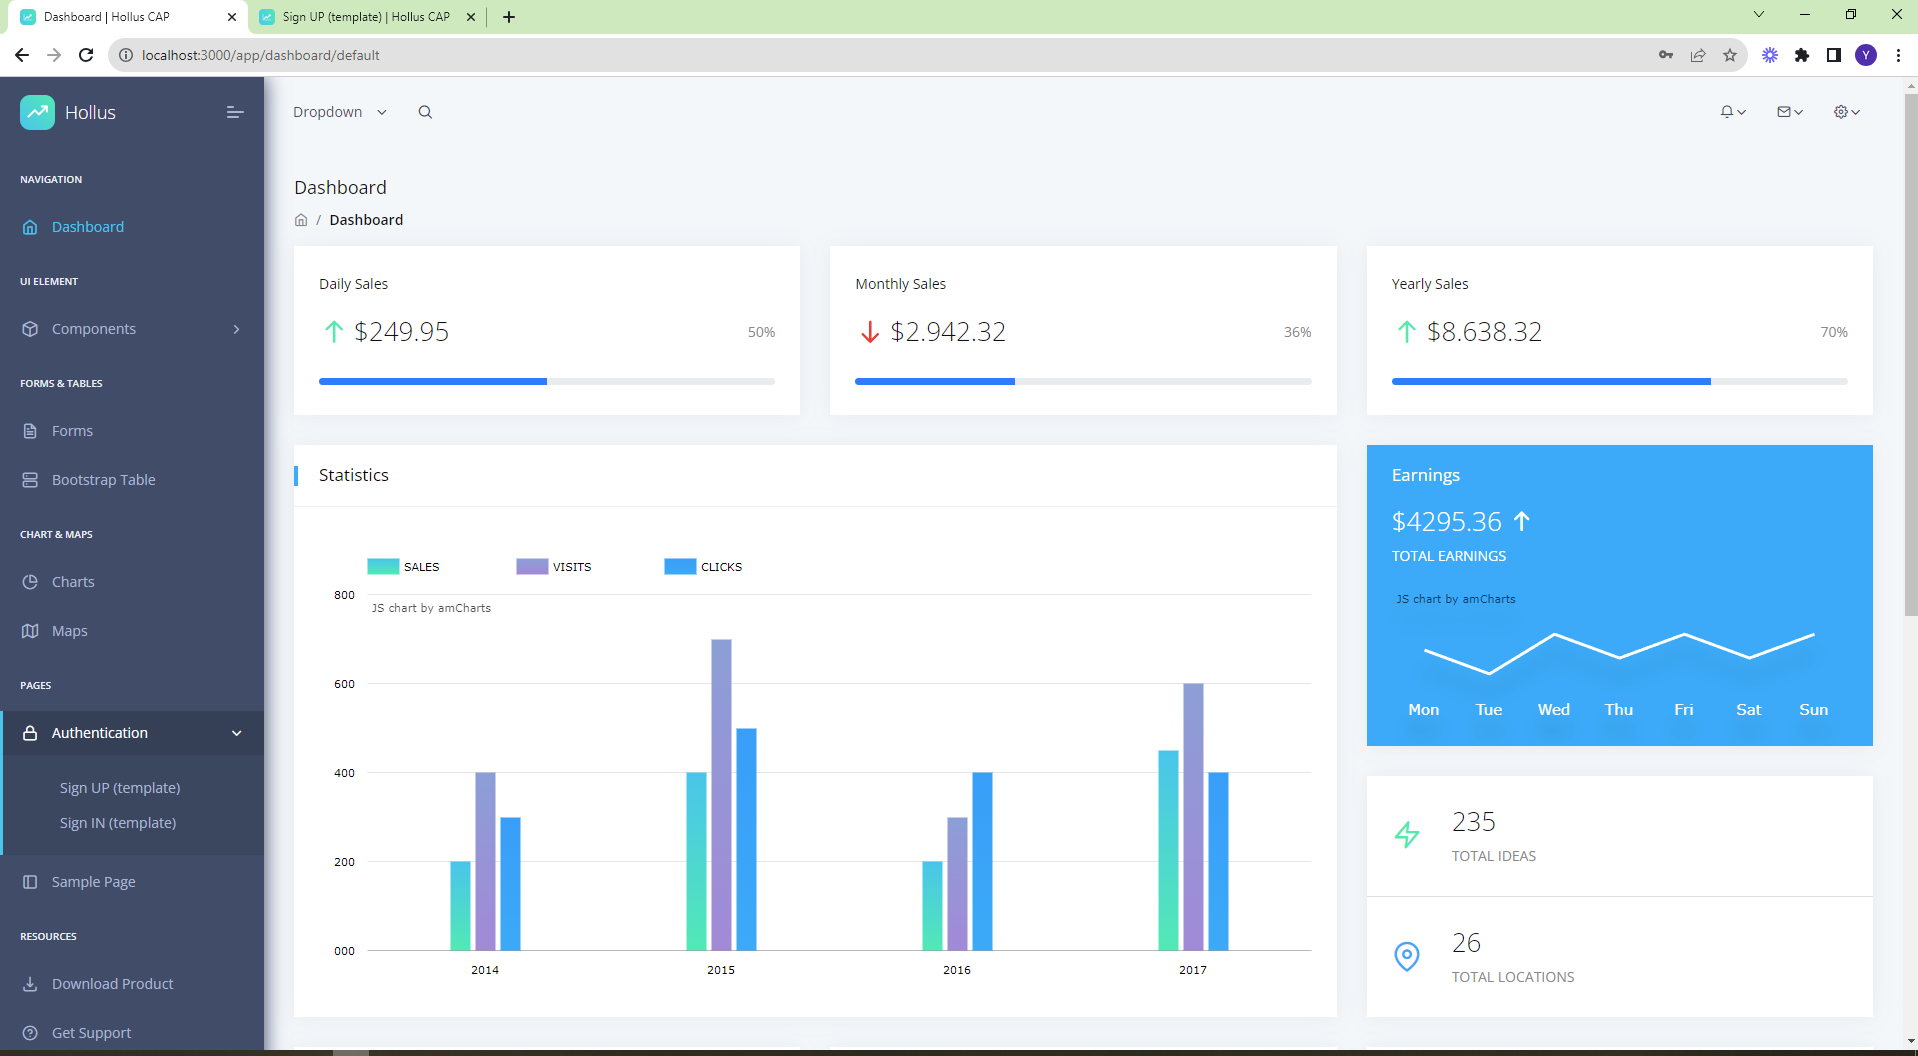 Dashboard | Hollus CAP
Sign UP (template) | Hollus CAP
localhost:3000/app/dashboard/default
Y
Hollus
NAVIGATION
Dashboard
UI ELEMENT
Components
FORMS & TABLES
Forms
Bootstrap Table
CHART & MAPS
Charts
Maps
PAGES
Authentication
Sign UP (template)
Sign IN (template)
Sample Page
RESOURCES
Download Product
Get Support
Dropdown
Dashboard
/ Dashboard
Daily Sales
$249.95 50%
Monthly Sales
$2.942.32 36%
Yearly Sales
$8.638.32 70%
Statistics
SALES VISITS CLICKS
JS chart by amCharts
800
600
400
200
000
2014 2015 2016 2017
Earnings
$4295.36
TOTAL EARNINGS
JS chart by amCharts
Mon Tue Wed Thu Fri Sat Sun
235
TOTAL IDEAS
26
TOTAL LOCATIONS